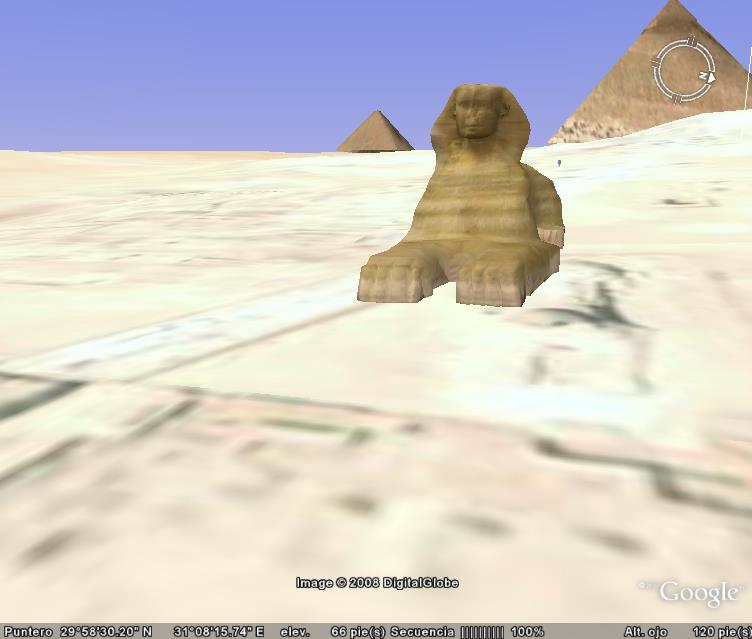 N
Image © 2008 DigitalGlobe
Google
Puntero 29°58'30.20" N 31°08'15.74" E elev. 66 pie(s) Secuencia |||||||||| 100% Alt. ojo 120 pie(s)